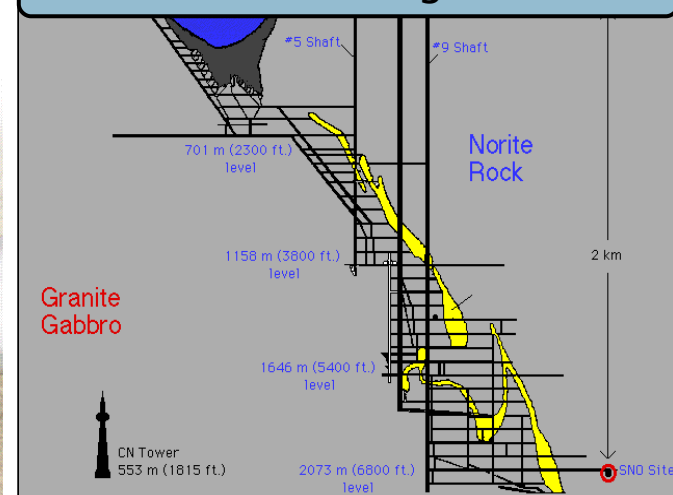 #5 Shaft
#9 Shaft
Norite
Rock
701 m (2300 ft.)
level
2 km
1158 m (3800 ft.)
level
Granite
Gabbro
1646 m (5400 ft.)
level
CN Tower
553 m (1815 ft.)
2073 m (6800 ft.)
level
SNO Site